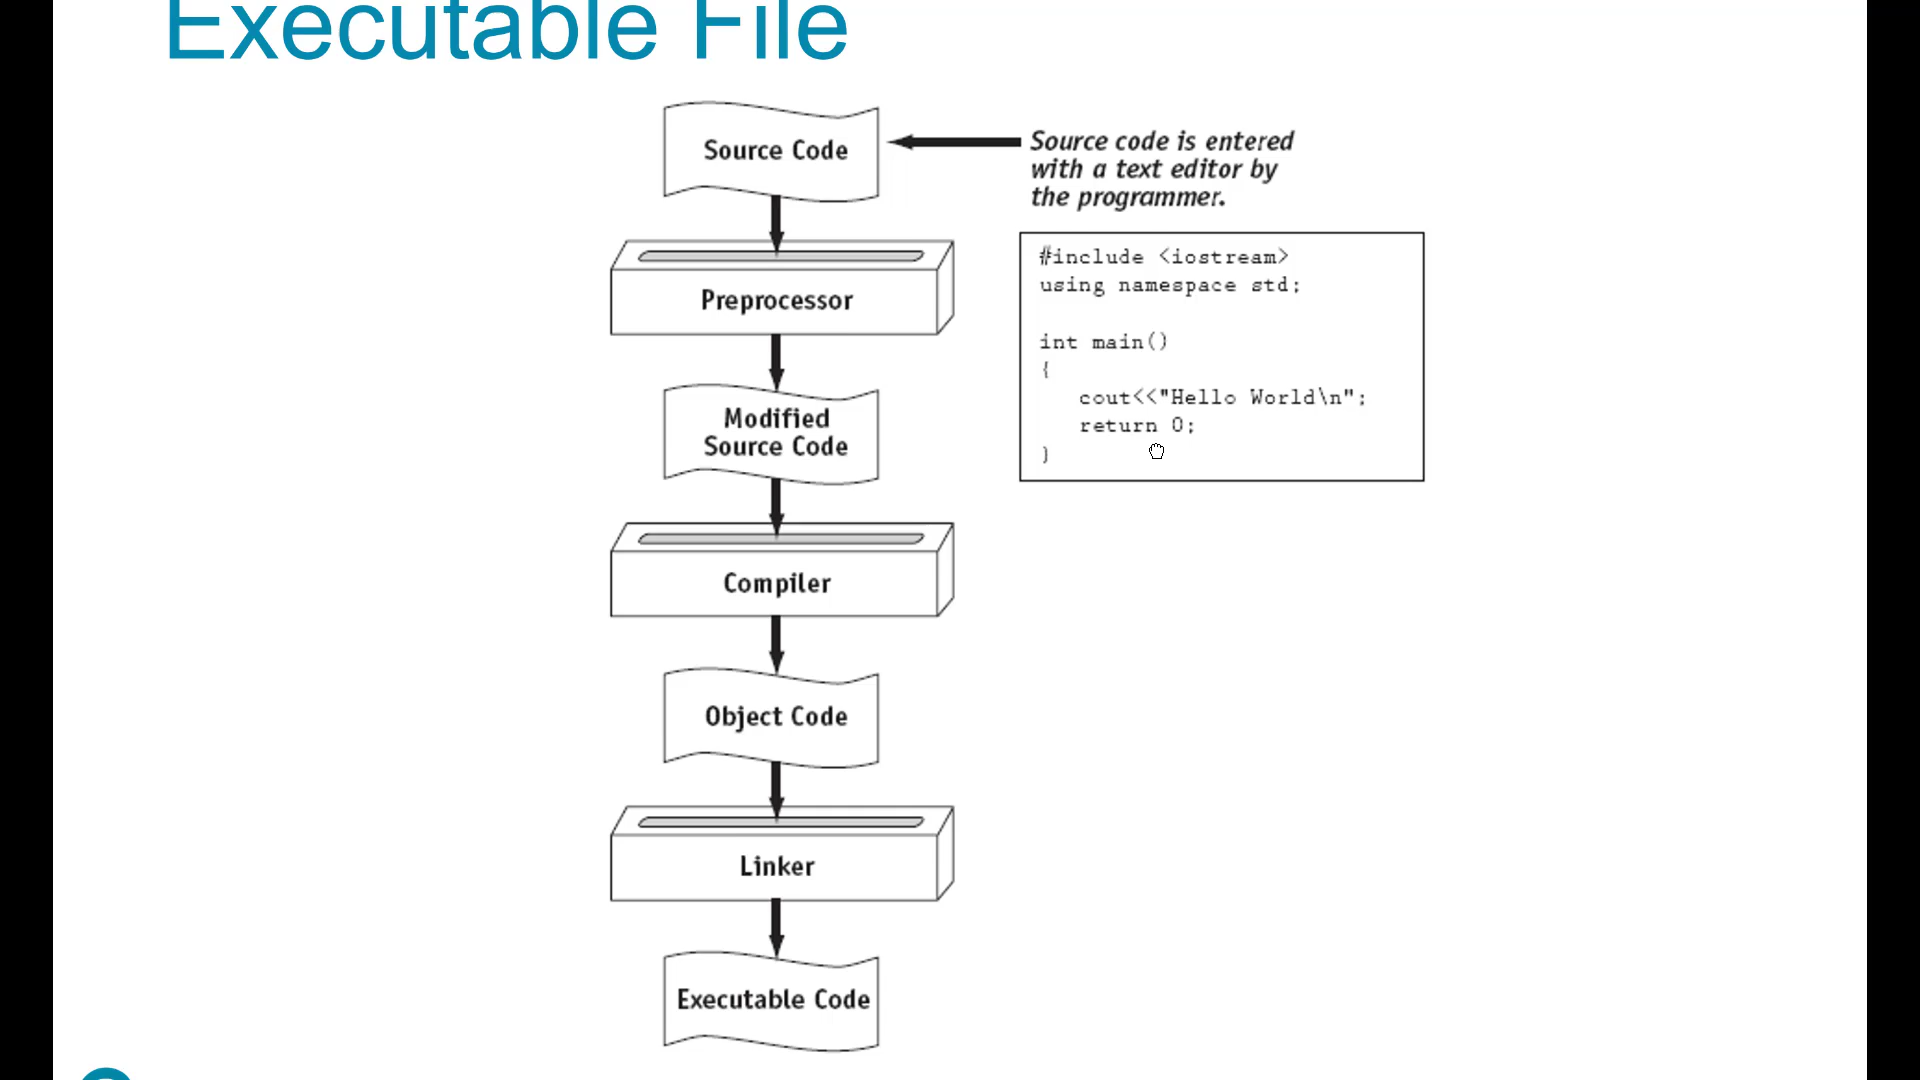 Executable File
Source Code
Source code is entered
with a text editor by
the programmer.
Preprocessor
#include <iostream>
using namespace std;
int main()
{
cout<<"Hello World\n";
return 0;
}
Modified
Source Code
Compiler
Object Code
Linker
Executable Code